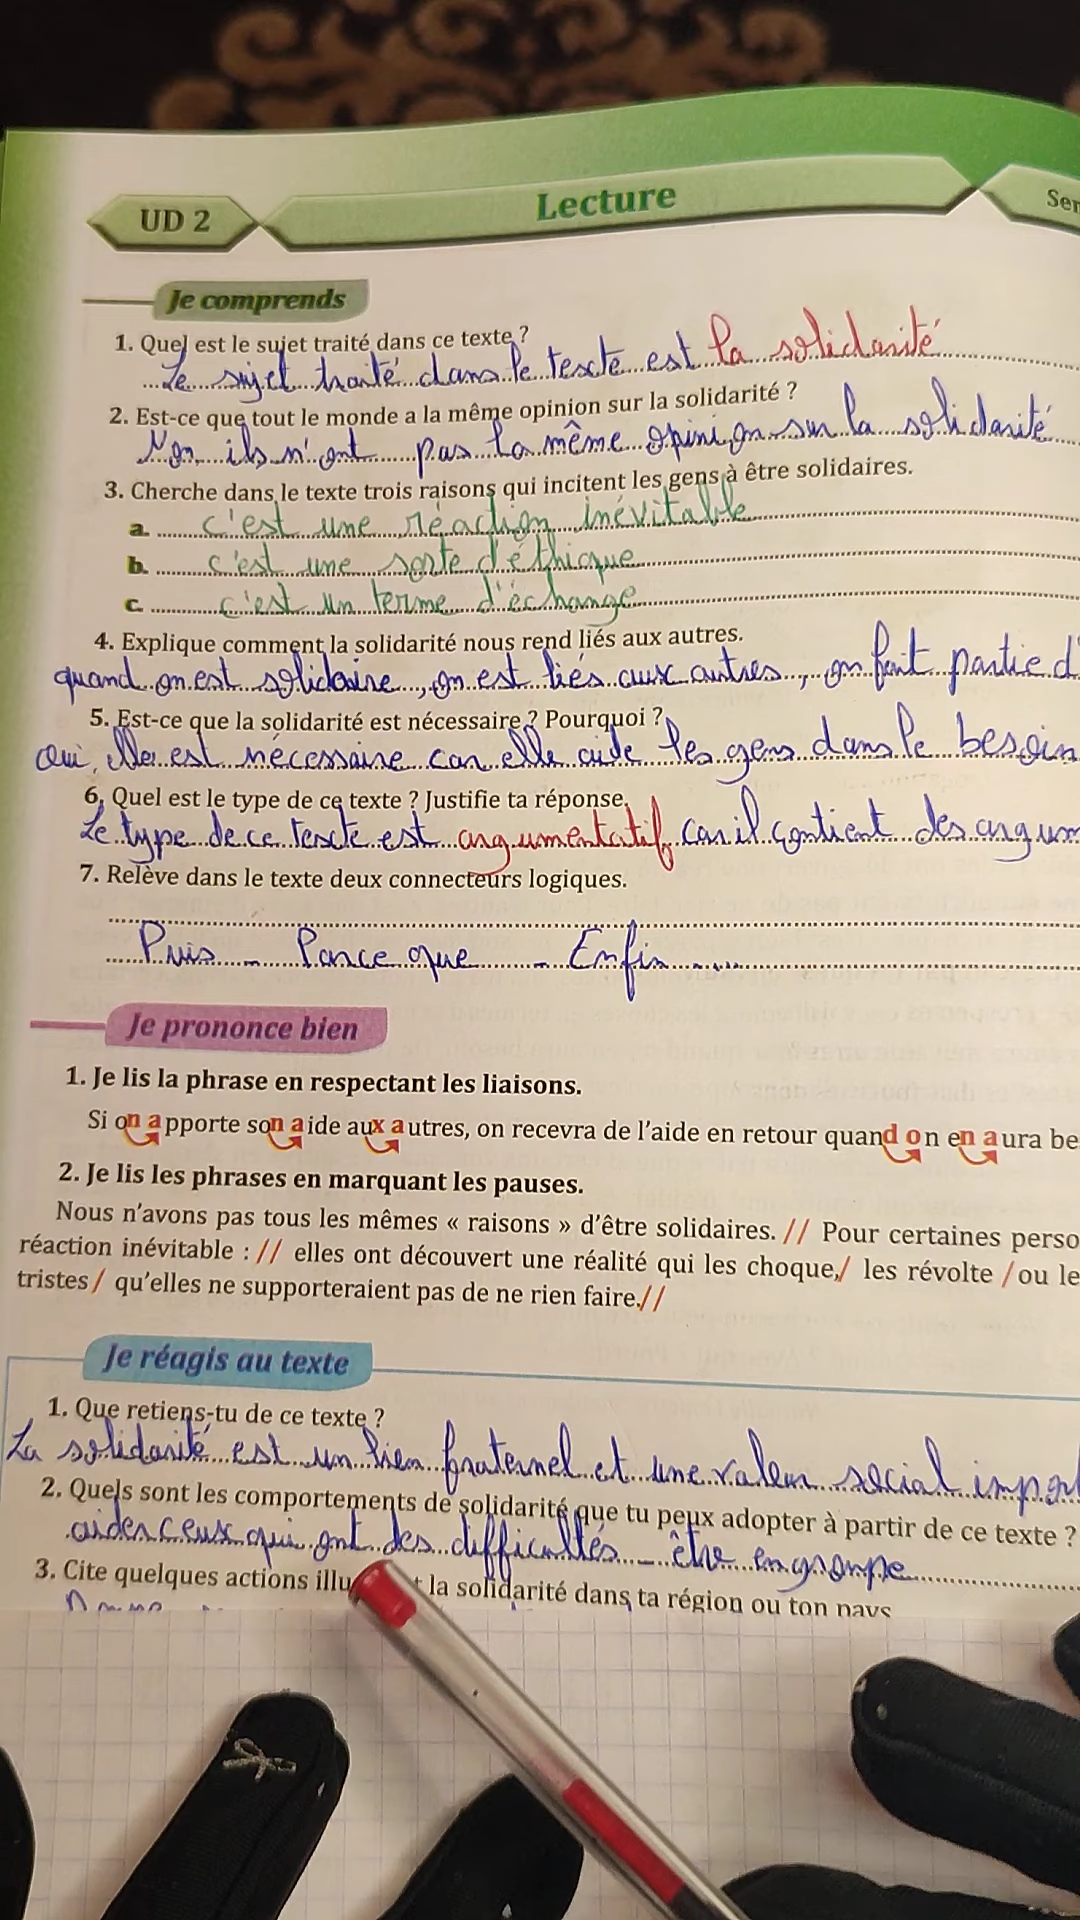 UD 2
Lecture
Je comprends
1. Quel est le sujet traité dans ce texte ?
Le sujet traité dans le texte est la solidarité
2. Est-ce que tout le monde a la même opinion sur la solidarité ?
Non, ils n'ont pas la même opinion sur la solidarité
3. Cherche dans le texte trois raisons qui incitent les gens à être solidaires.
a. c'est une réaction inévitable
b. c'est une sorte d'éthique
c. c'est un terme d'échange
4. Explique comment la solidarité nous rend liés aux autres.
quand on est solidaire, on est liés aux autres, on fait partie d'
5. Est-ce que la solidarité est nécessaire ? Pourquoi ?
oui, elle est nécessaire car elle aide les gens dans le besoin
6. Quel est le type de ce texte ? Justifie ta réponse.
Le type de ce texte est argumentatif car il contient des argum
7. Relève dans le texte deux connecteurs logiques.
Puis - Parce que - Enfin ...
Je prononce bien
1. Je lis la phrase en respectant les liaisons.
Si on apporte son aide aux autres, on recevra de l'aide en retour quand on en aura be
2. Je lis les phrases en marquant les pauses.
Nous n'avons pas tous les mêmes « raisons » d'être solidaires. // Pour certaines perso
réaction inévitable : // elles ont découvert une réalité qui les choque,/ les révolte /ou le
tristes/ qu'elles ne supporteraient pas de ne rien faire.//
Je réagis au texte
1. Que retiens-tu de ce texte ?
La solidarité est un lien fraternel et une valeur social impor
2. Quels sont les comportements de solidarité que tu peux adopter à partir de ce texte ?
aider ceux qui ont des difficultés - être en groupe
3. Cite quelques actions la solidarité dans ta région ou ton pays